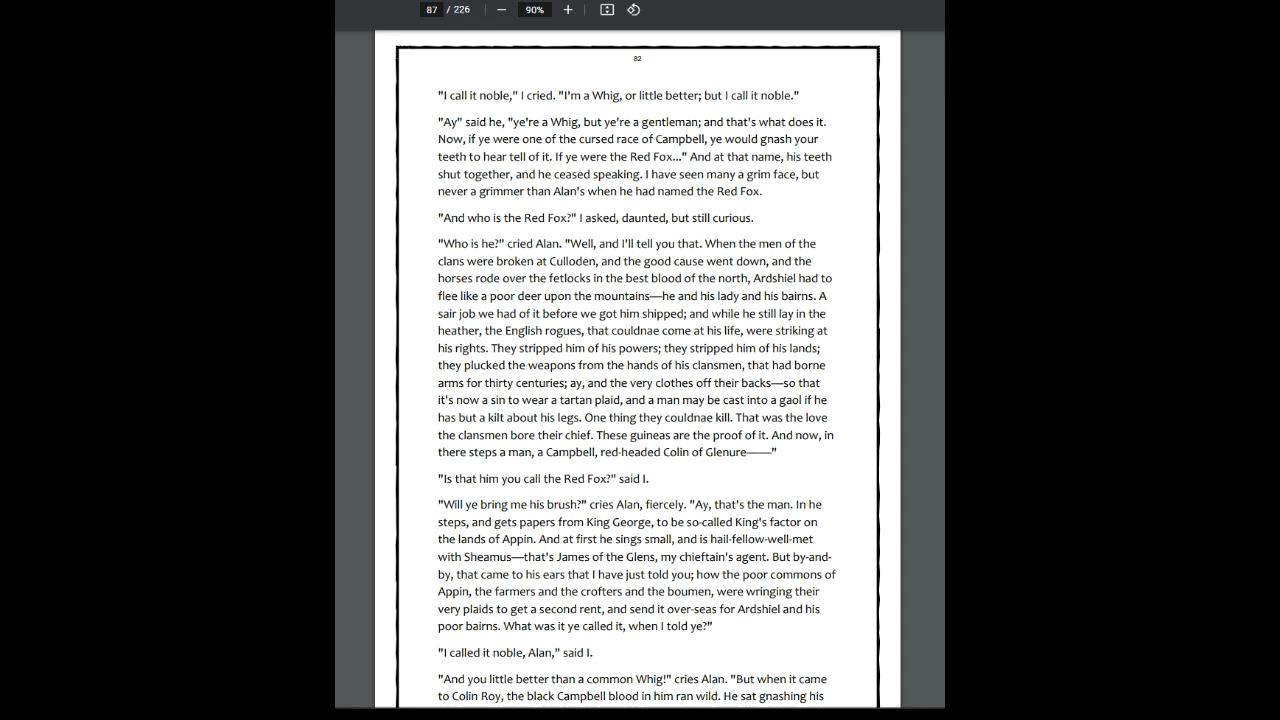 87 / 226 90%
82
"I call it noble," I cried. "I'm a Whig, or little better; but I call it noble."
"Ay" said he, "ye're a Whig, but ye're a gentleman; and that's what does it.
Now, if ye were one of the cursed race of Campbell, ye would gnash your
teeth to hear tell of it. If ye were the Red Fox..." And at that name, his teeth
shut together, and he ceased speaking. I have seen many a grim face, but
never a grimmer than Alan's when he had named the Red Fox.
"And who is the Red Fox?" I asked, daunted, but still curious.
"Who is he?" cried Alan. "Well, and I'll tell you that. When the men of the
clans were broken at Culloden, and the good cause went down, and the
horses rode over the fetlocks in the best blood of the north, Ardshiel had to
flee like a poor deer upon the mountains—he and his lady and his bairns. A
sair job we had of it before we got him shipped; and while he still lay in the
heather, the English rogues, that couldnae come at his life, were striking at
his rights. They stripped him of his powers; they stripped him of his lands;
they plucked the weapons from the hands of his clansmen, that had borne
arms for thirty centuries; ay, and the very clothes off their backs—so that
it's now a sin to wear a tartan plaid, and a man may be cast into a gaol if he
has but a kilt about his legs. One thing they couldnae kill. That was the love
the clansmen bore their chief. These guineas are the proof of it. And now, in
there steps a man, a Campbell, red-headed Colin of Glenure——"
"Is that him you call the Red Fox?" said I.
"Will ye bring me his brush?" cries Alan, fiercely. "Ay, that's the man. In he
steps, and gets papers from King George, to be so-called King's factor on
the lands of Appin. And at first he sings small, and is hail-fellow-well-met
with Sheamus—that's James of the Glens, my chieftain's agent. But by-and-
by, that came to his ears that I have just told you; how the poor commons of
Appin, the farmers and the crofters and the boumen, were wringing their
very plaids to get a second rent, and send it over-seas for Ardshiel and his
poor bairns. What was it ye called it, when I told ye?"
"I called it noble, Alan," said I.
"And you little better than a common Whig!" cries Alan. "But when it came
to Colin Roy, the black Campbell blood in him ran wild. He sat gnashing his